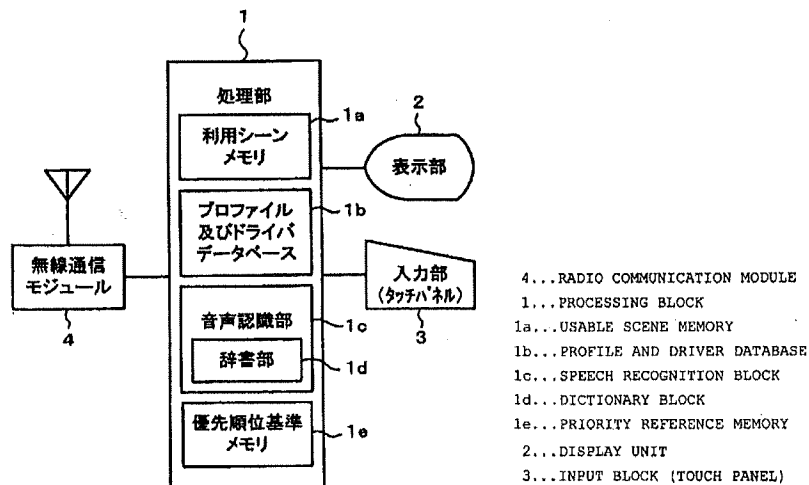 1
処理部
1a
利用シーン
メモリ
2
表示部
1b
プロファイル
及びドライバ
データベース
無線通信
モジュール
4
入力部
(タッチパネル)
3
音声認識部
1c
辞書部
1d
優先順位基準
メモリ
1e
4...RADIO COMMUNICATION MODULE
1...PROCESSING BLOCK
1a...USABLE SCENE MEMORY
1b...PROFILE AND DRIVER DATABASE
1c...SPEECH RECOGNITION BLOCK
1d...DICTIONARY BLOCK
1e...PRIORITY REFERENCE MEMORY
2...DISPLAY UNIT
3...INPUT BLOCK (TOUCH PANEL)